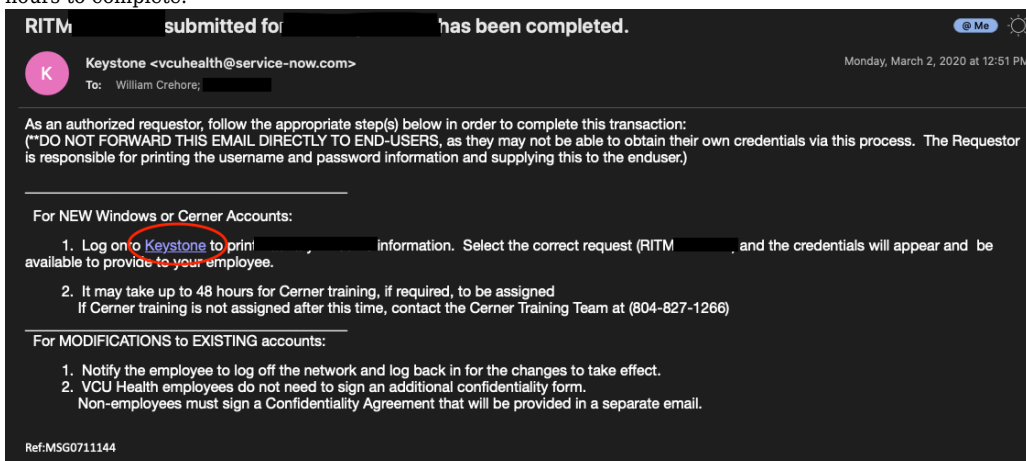 hours to complete.
RITM submitted for has been completed.
@ Me
K
Keystone <vcuhealth@service-now.com>
Monday, March 2, 2020 at 12:51 PM
To: William Crehore;
As an authorized requestor, follow the appropriate step(s) below in order to complete this transaction:
(**DO NOT FORWARD THIS EMAIL DIRECTLY TO END-USERS, as they may not be able to obtain their own credentials via this process. The Requestor
is responsible for printing the username and password information and supplying this to the enduser.)
For NEW Windows or Cerner Accounts:
1. Log onto Keystone to print information. Select the correct request (RITM , and the credentials will appear and be
available to provide to your employee.
2. It may take up to 48 hours for Cerner training, if required, to be assigned
If Cerner training is not assigned after this time, contact the Cerner Training Team at (804-827-1266)
For MODIFICATIONS to EXISTING accounts:
1. Notify the employee to log off the network and log back in for the changes to take effect.
2. VCU Health employees do not need to sign an additional confidentiality form.
Non-employees must sign a Confidentiality Agreement that will be provided in a separate email.
Ref:MSG0711144